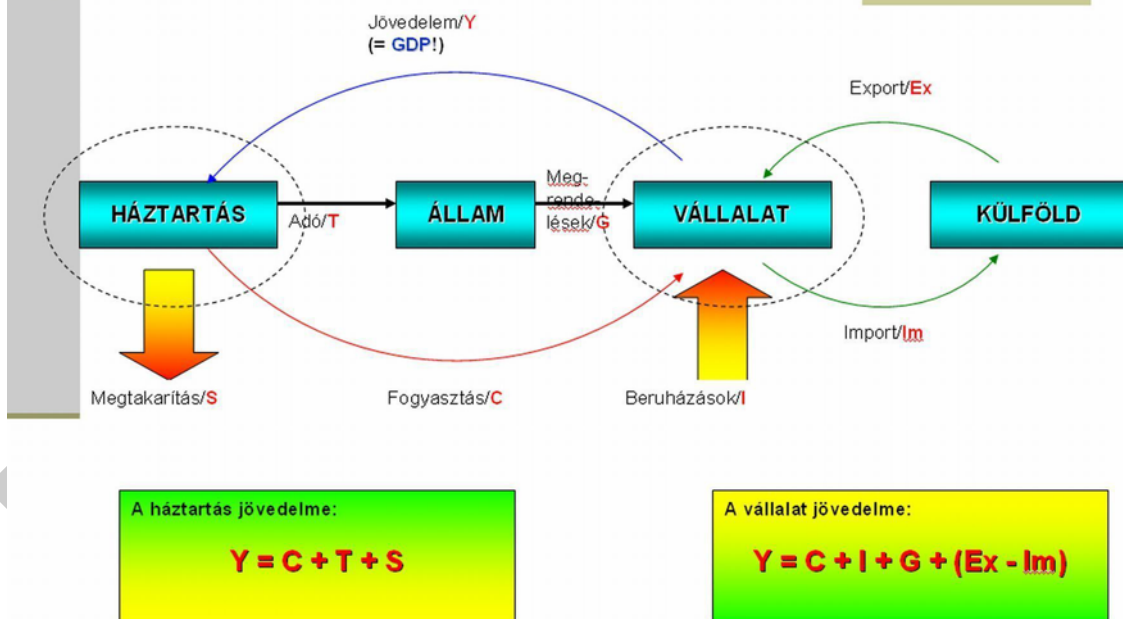 Jövedelem/Y
(= GDP!)
Export/Ex
HÁZTARTÁS
Adó/T
ÁLLAM
Meg-
rende-
lések/G
VÁLLALAT
KÜLFÖLD
Import/Im
Megtakarítás/S
Fogyasztás/C
Beruházások/I
A háztartás jövedelme:
Y = C + T + S
A vállalat jövedelme:
Y = C + I + G + (Ex - Im)